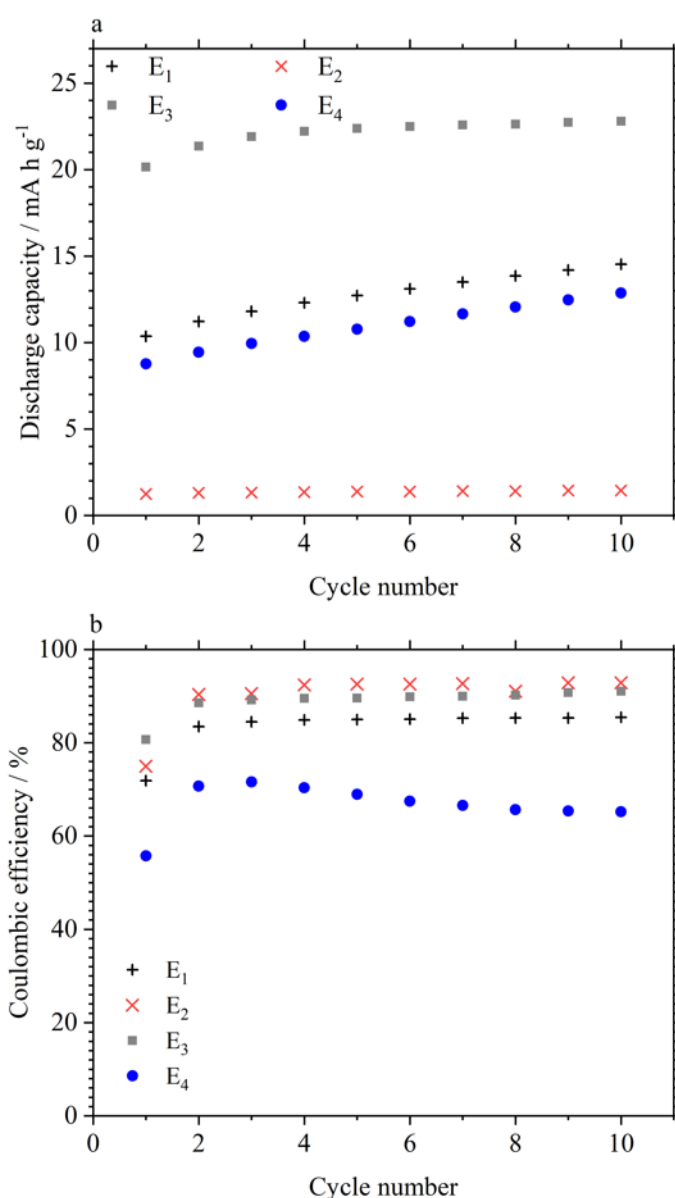 a
25
E₁ E₂
E₃ E₄
20
15
10
5
0
0 2 4 6 8 10
Discharge capacity / mA h g⁻¹
Cycle number
b
100
80
60
40
20
0
E₁
E₂
E₃
E₄
0 2 4 6 8 10
Coulombic efficiency / %
Cycle number